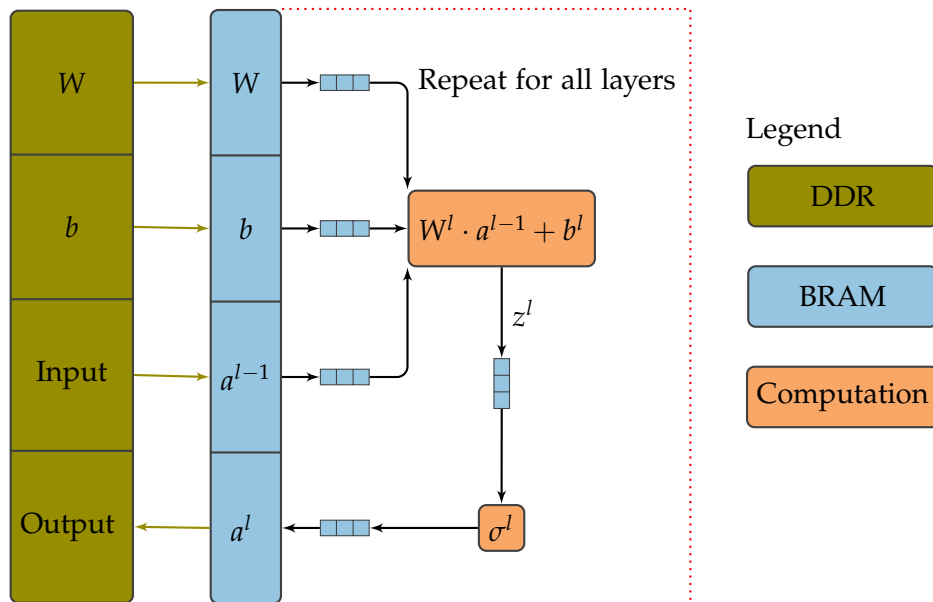 W
W
Repeat for all layers
b
b
W^l · a^{l−1} + b^l
z^l
Input
a^{l−1}
Output
a^l
σ^l
Legend
DDR
BRAM
Computation